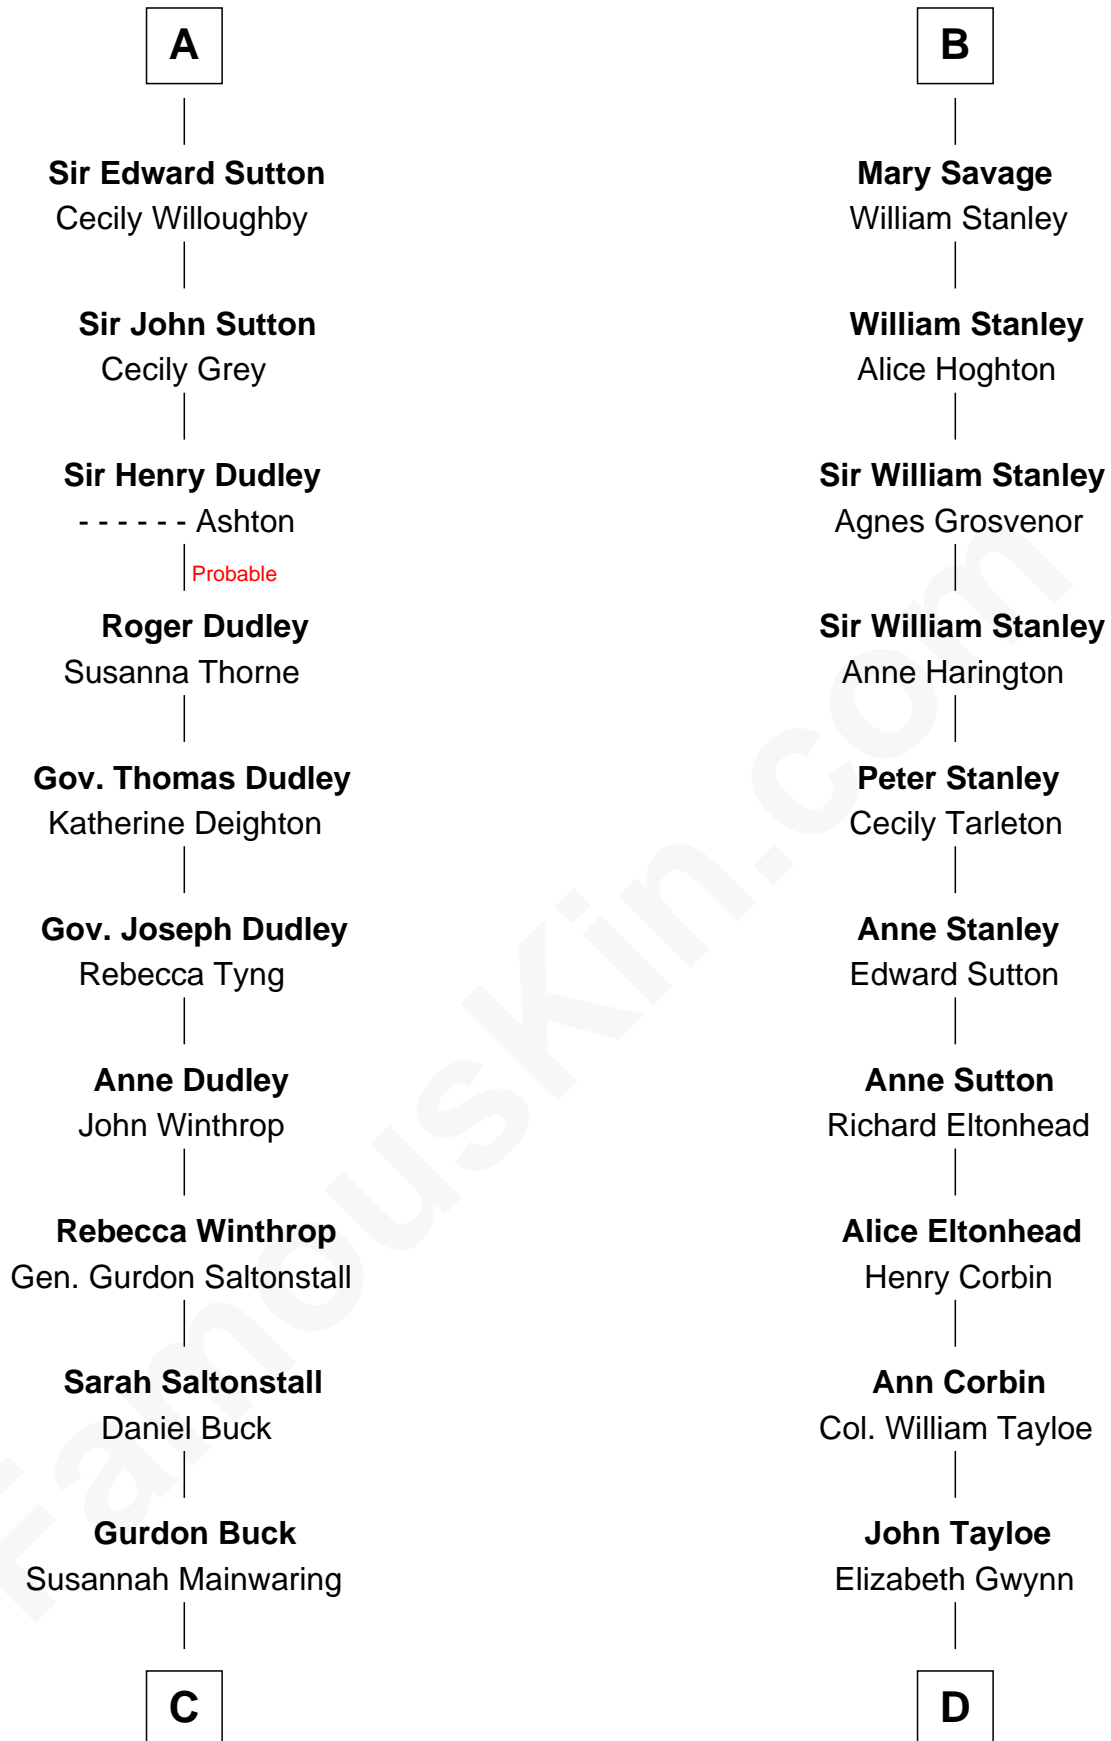 A
Sir Edward Sutton
Cecily Willoughby
Sir John Sutton
Cecily Grey
Sir Henry Dudley
- - - - - - Ashton
Probable
Roger Dudley
Susanna Thorne
Gov. Thomas Dudley
Katherine Deighton
Gov. Joseph Dudley
Rebecca Tyng
Anne Dudley
John Winthrop
Rebecca Winthrop
Gen. Gurdon Saltonstall
Sarah Saltonstall
Daniel Buck
Gurdon Buck
Susannah Mainwaring
C
B
Mary Savage
William Stanley
William Stanley
Alice Hoghton
Sir William Stanley
Agnes Grosvenor
Sir William Stanley
Anne Harington
Peter Stanley
Cecily Tarleton
Anne Stanley
Edward Sutton
Anne Sutton
Richard Eltonhead
Alice Eltonhead
Henry Corbin
Ann Corbin
Col. William Tayloe
John Tayloe
Elizabeth Gwynn
D
FamousKin.com